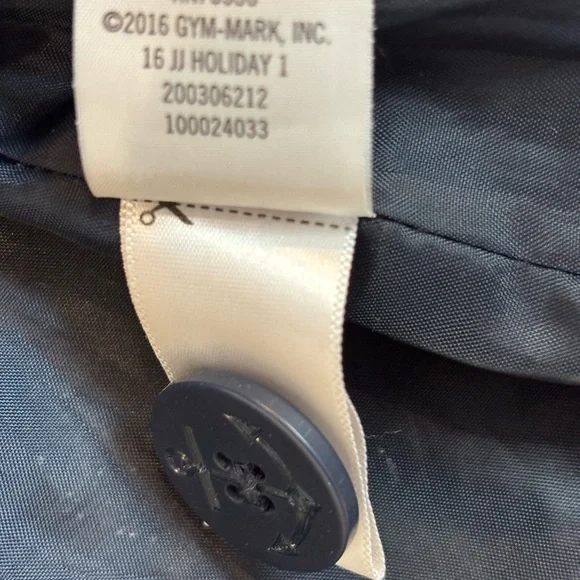 ©2016 GYM-MARK, INC.
16 JJ HOLIDAY 1
200306212
100024033